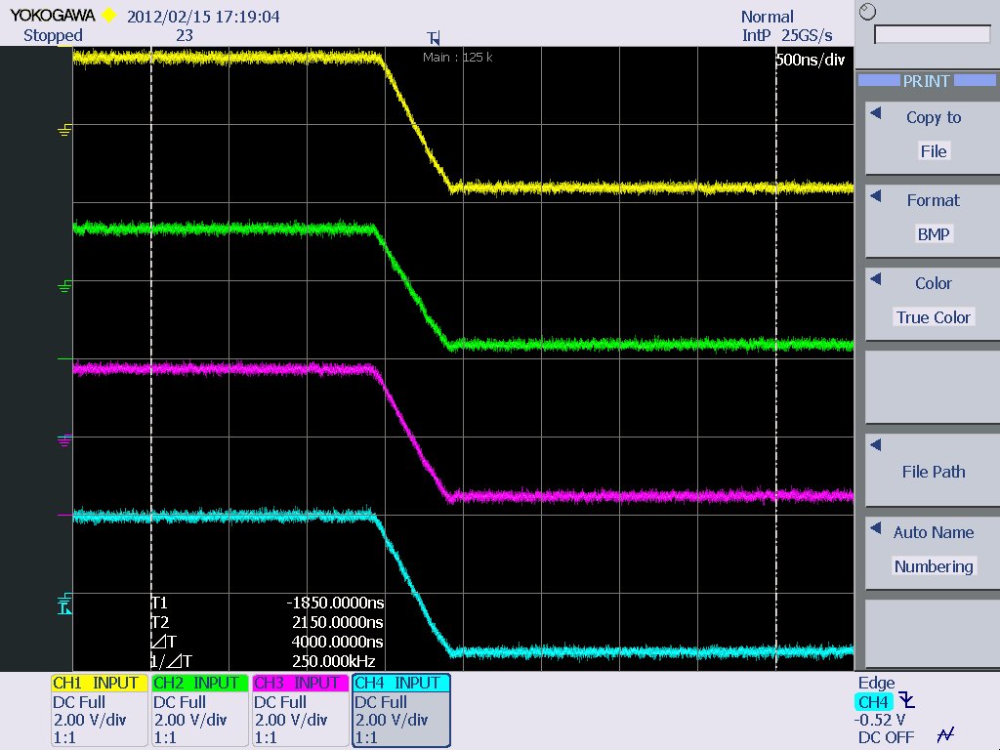 YOKOGAWA 2012/02/15 17:19:04 Normal
Stopped 23 IntP 25GS/s
T
Main : 125 k 500ns/div
PRINT
Copy to
File
Format
BMP
Color
True Color
File Path
Auto Name
Numbering
T1 -1850.0000ns
T2 2150.0000ns
⊿T 4000.0000ns
1/⊿T 250.000kHz
CH1 INPUT CH2 INPUT CH3 INPUT CH4 INPUT
DC Full DC Full DC Full DC Full
2.00 V/div 2.00 V/div 2.00 V/div 2.00 V/div
1:1 1:1 1:1 1:1
Edge
CH4
-0.52 V
DC OFF